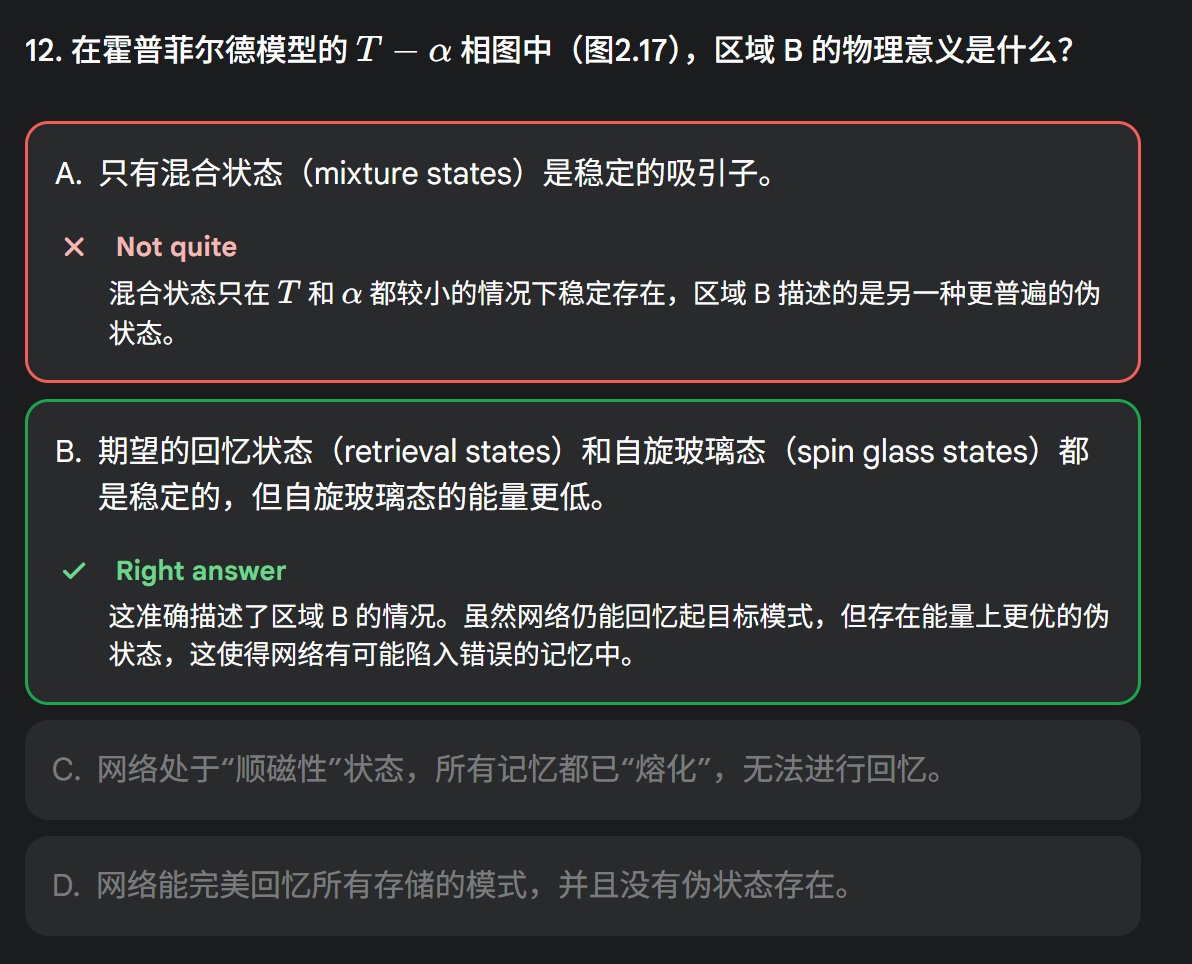 12. 在霍普菲尔德模型的 T − α 相图中（图2.17），区域 B 的物理意义是什么？
A. 只有混合状态（mixture states）是稳定的吸引子。
✕ Not quite
混合状态只在 T 和 α 都较小的情况下稳定存在，区域 B 描述的是另一种更普遍的伪
状态。
B. 期望的回忆状态（retrieval states）和自旋玻璃态（spin glass states）都
是稳定的，但自旋玻璃态的能量更低。
✓ Right answer
这准确描述了区域 B 的情况。虽然网络仍能回忆起目标模式，但存在能量上更优的伪
状态，这使得网络有可能陷入错误的记忆中。
C. 网络处于“顺磁性”状态，所有记忆都已“熔化”，无法进行回忆。
D. 网络能完美回忆所有存储的模式，并且没有伪状态存在。